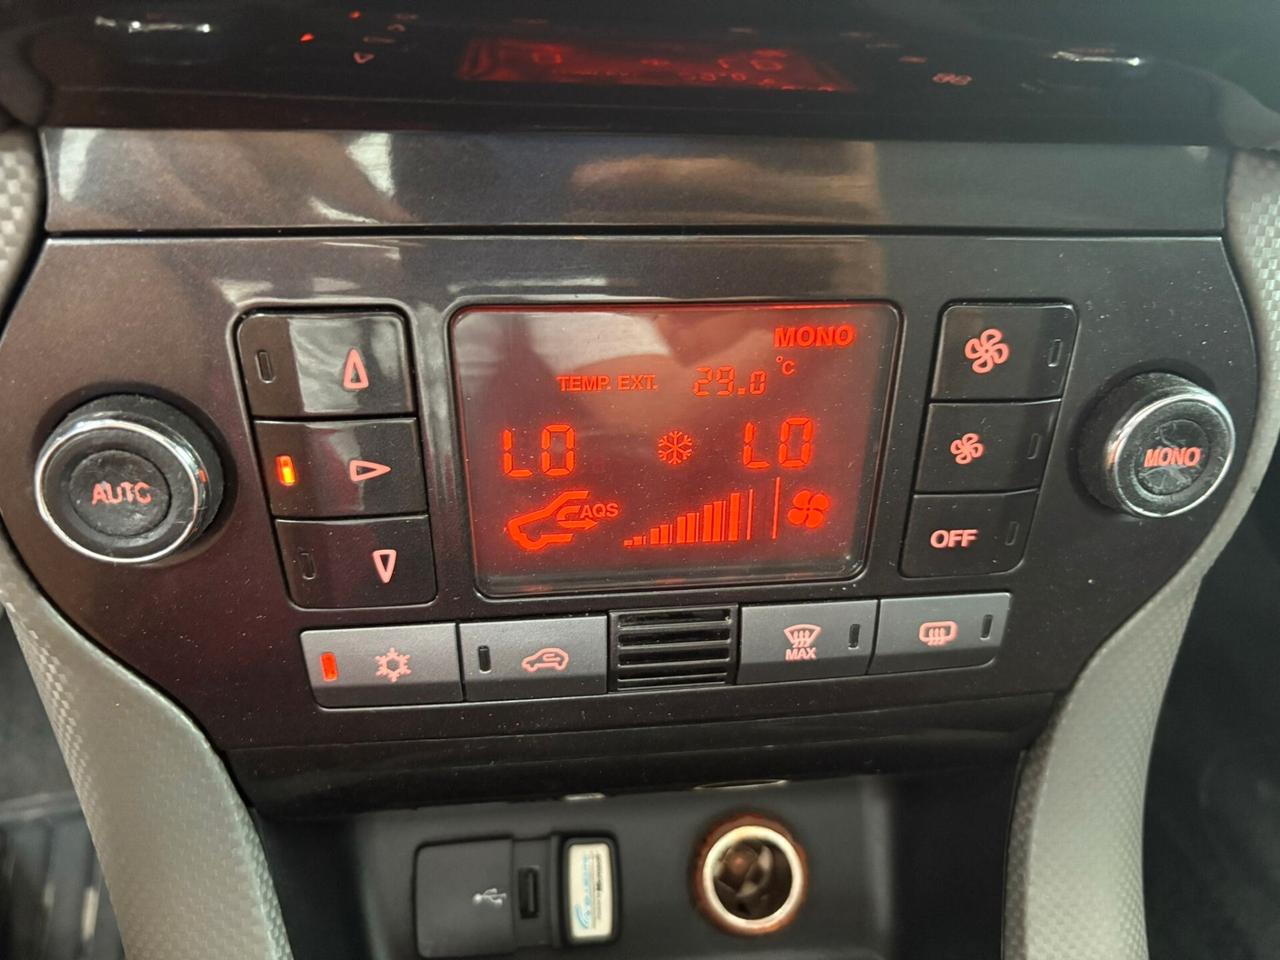 MONO
TEMP. EXT. 29.0 °C
LO LO
AQS
AUTO
MONO
OFF
MAX